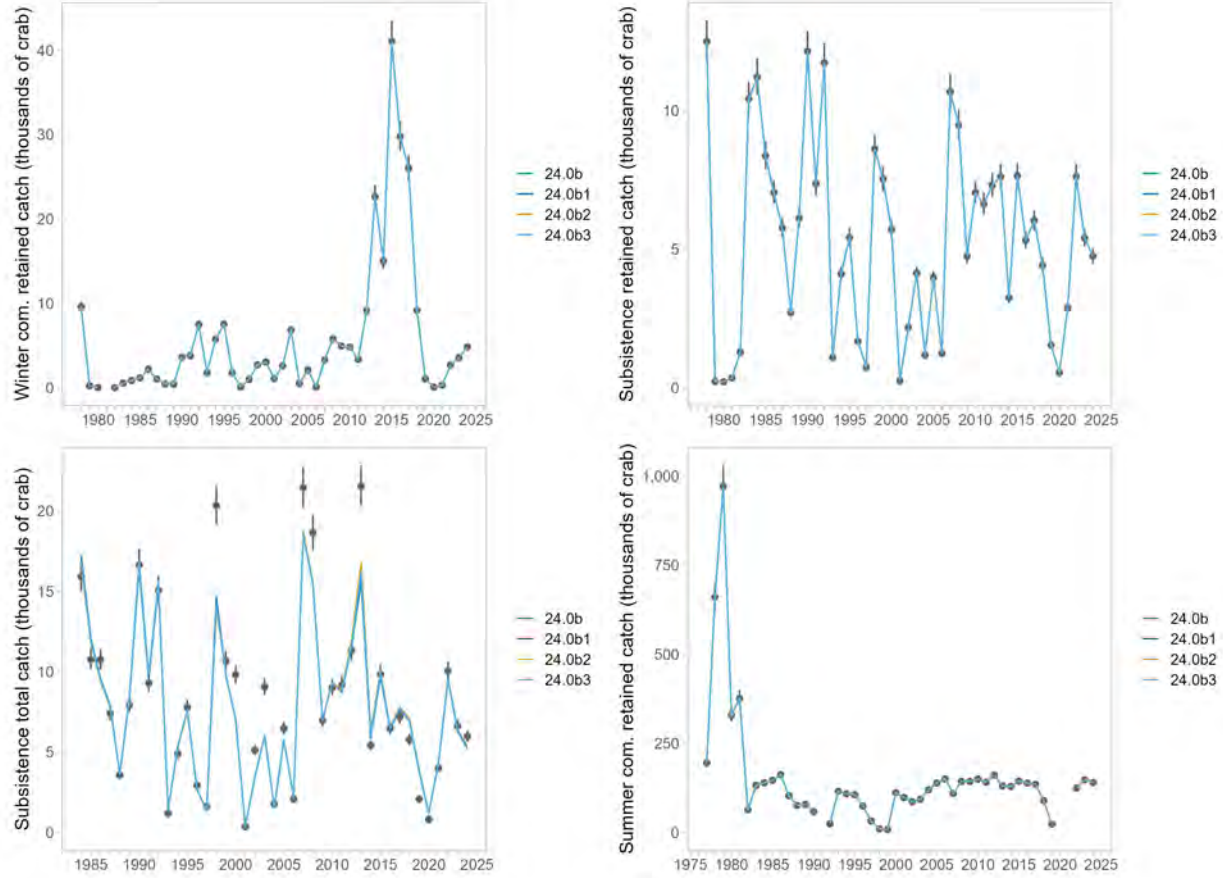 Winter com. retained catch (thousands of crab)
40
30
20
10
0
1980 1985 1990 1995 2000 2005 2010 2015 2020 2025
24.0b
24.0b1
24.0b2
24.0b3
Subsistence retained catch (thousands of crab)
10
5
0
1980 1985 1990 1995 2000 2005 2010 2015 2020 2025
24.0b
24.0b1
24.0b2
24.0b3
Subsistence total catch (thousands of crab)
20
15
10
5
0
1985 1990 1995 2000 2005 2010 2015 2020 2025
24.0b
24.0b1
24.0b2
24.0b3
Summer com. retained catch (thousands of crab)
1,000
750
500
250
0
1975 1980 1985 1990 1995 2000 2005 2010 2015 2020 2025
24.0b
24.0b1
24.0b2
24.0b3